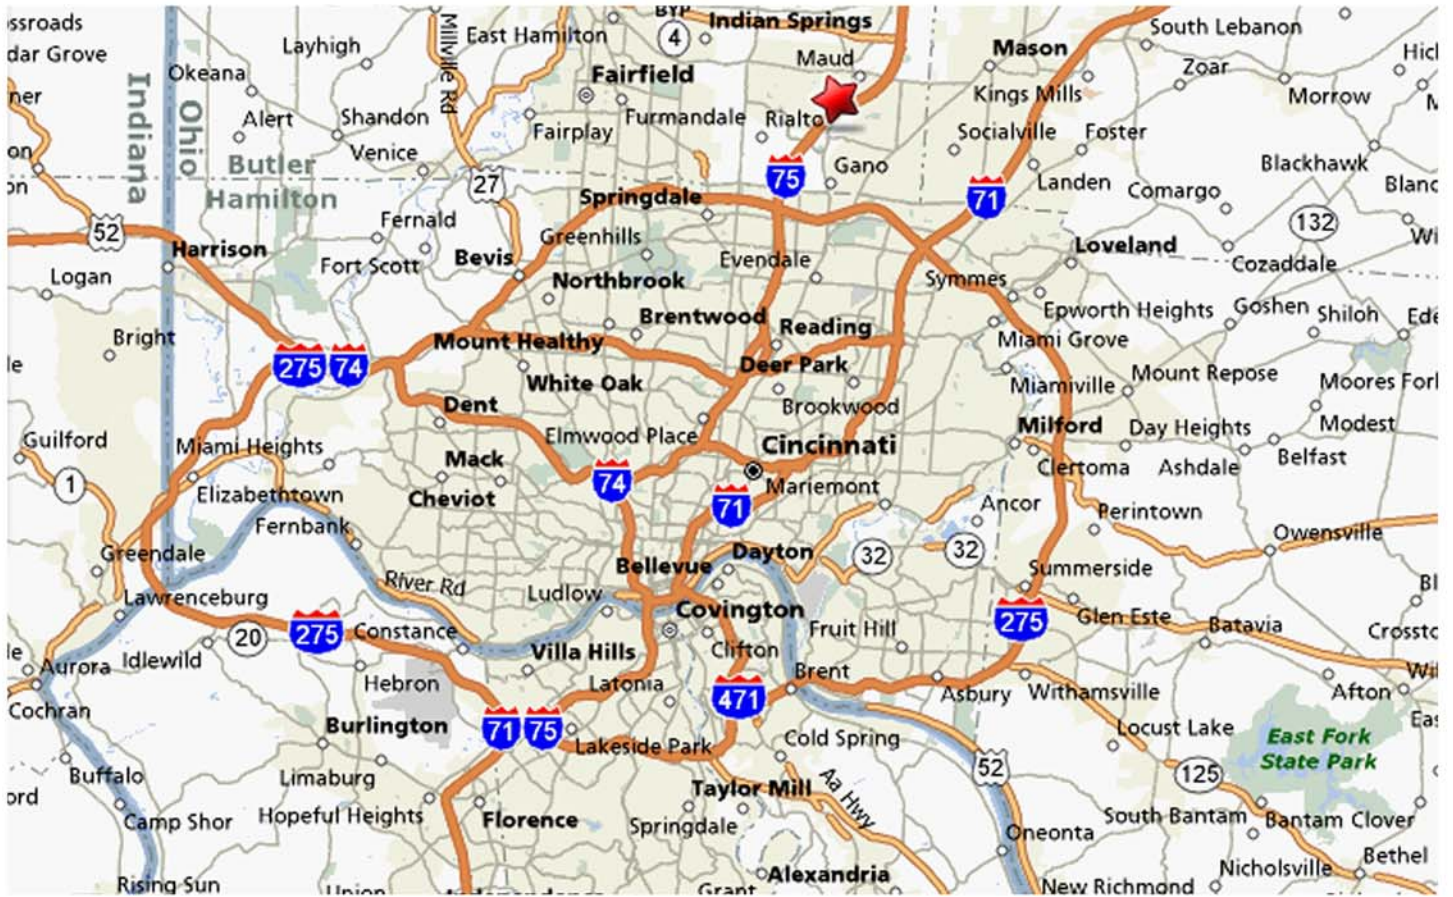 ossroads
dar Grove
Layhigh
Millville Rd
East Hamilton
BYP
4
Indian Springs
Mason
South Lebanon
Okeana
Fairfield
Maud
Zoar
ner
Indiana
Ohio
Alert
Shandon
Fairplay
Furmandale
Rialto
Kings Mills
Morrow
Socialville
Foster
Venice
Butler
Hamilton
27
75
Gano
71
Landen
Comargo
Blackhawk
Blanc
Springdale
132
52
Harrison
Fernald
Fort Scott
Bevis
Greenhills
Evendale
Loveland
Cozaddale
Logan
Northbrook
Symmes
Epworth Heights
Goshen
Shiloh
Bright
Brentwood
Reading
Miami Grove
Mount Healthy
275
74
White Oak
Deer Park
Miamiville
Mount Repose
Moores Forl
Dent
Brookwood
Modest
Guilford
Miami Heights
Elmwood Place
Cincinnati
Milford
Day Heights
Belfast
1
Mack
Cheviot
74
Mariemont
Clertoma
Ashdale
Elizabethtown
71
Ancor
Perintown
Fernbank
Owensville
Greendale
Bellevue
Dayton
32
32
River Rd
Summerside
Lawrenceburg
Ludlow
Covington
275
Glen Este
Batavia
20
275
Constance
Fruit Hill
Crosstc
Aurora
Idlewild
Villa Hills
Clifton
Brent
Hebron
Latonia
471
Asbury
Withamsville
Afton
Cochran
Burlington
71
75
Lakeside Park
Cold Spring
Locust Lake
East Fork
State Park
Buffalo
Limaburg
Taylor Mill
Aa Hwy
52
125
Camp Shor
Hopeful Heights
Florence
Springdale
Oneonta
South Bantam
Bantam Clover
Alexandria
Nicholsville
Bethel
Rising Sun
Union
Grant
New Richmond